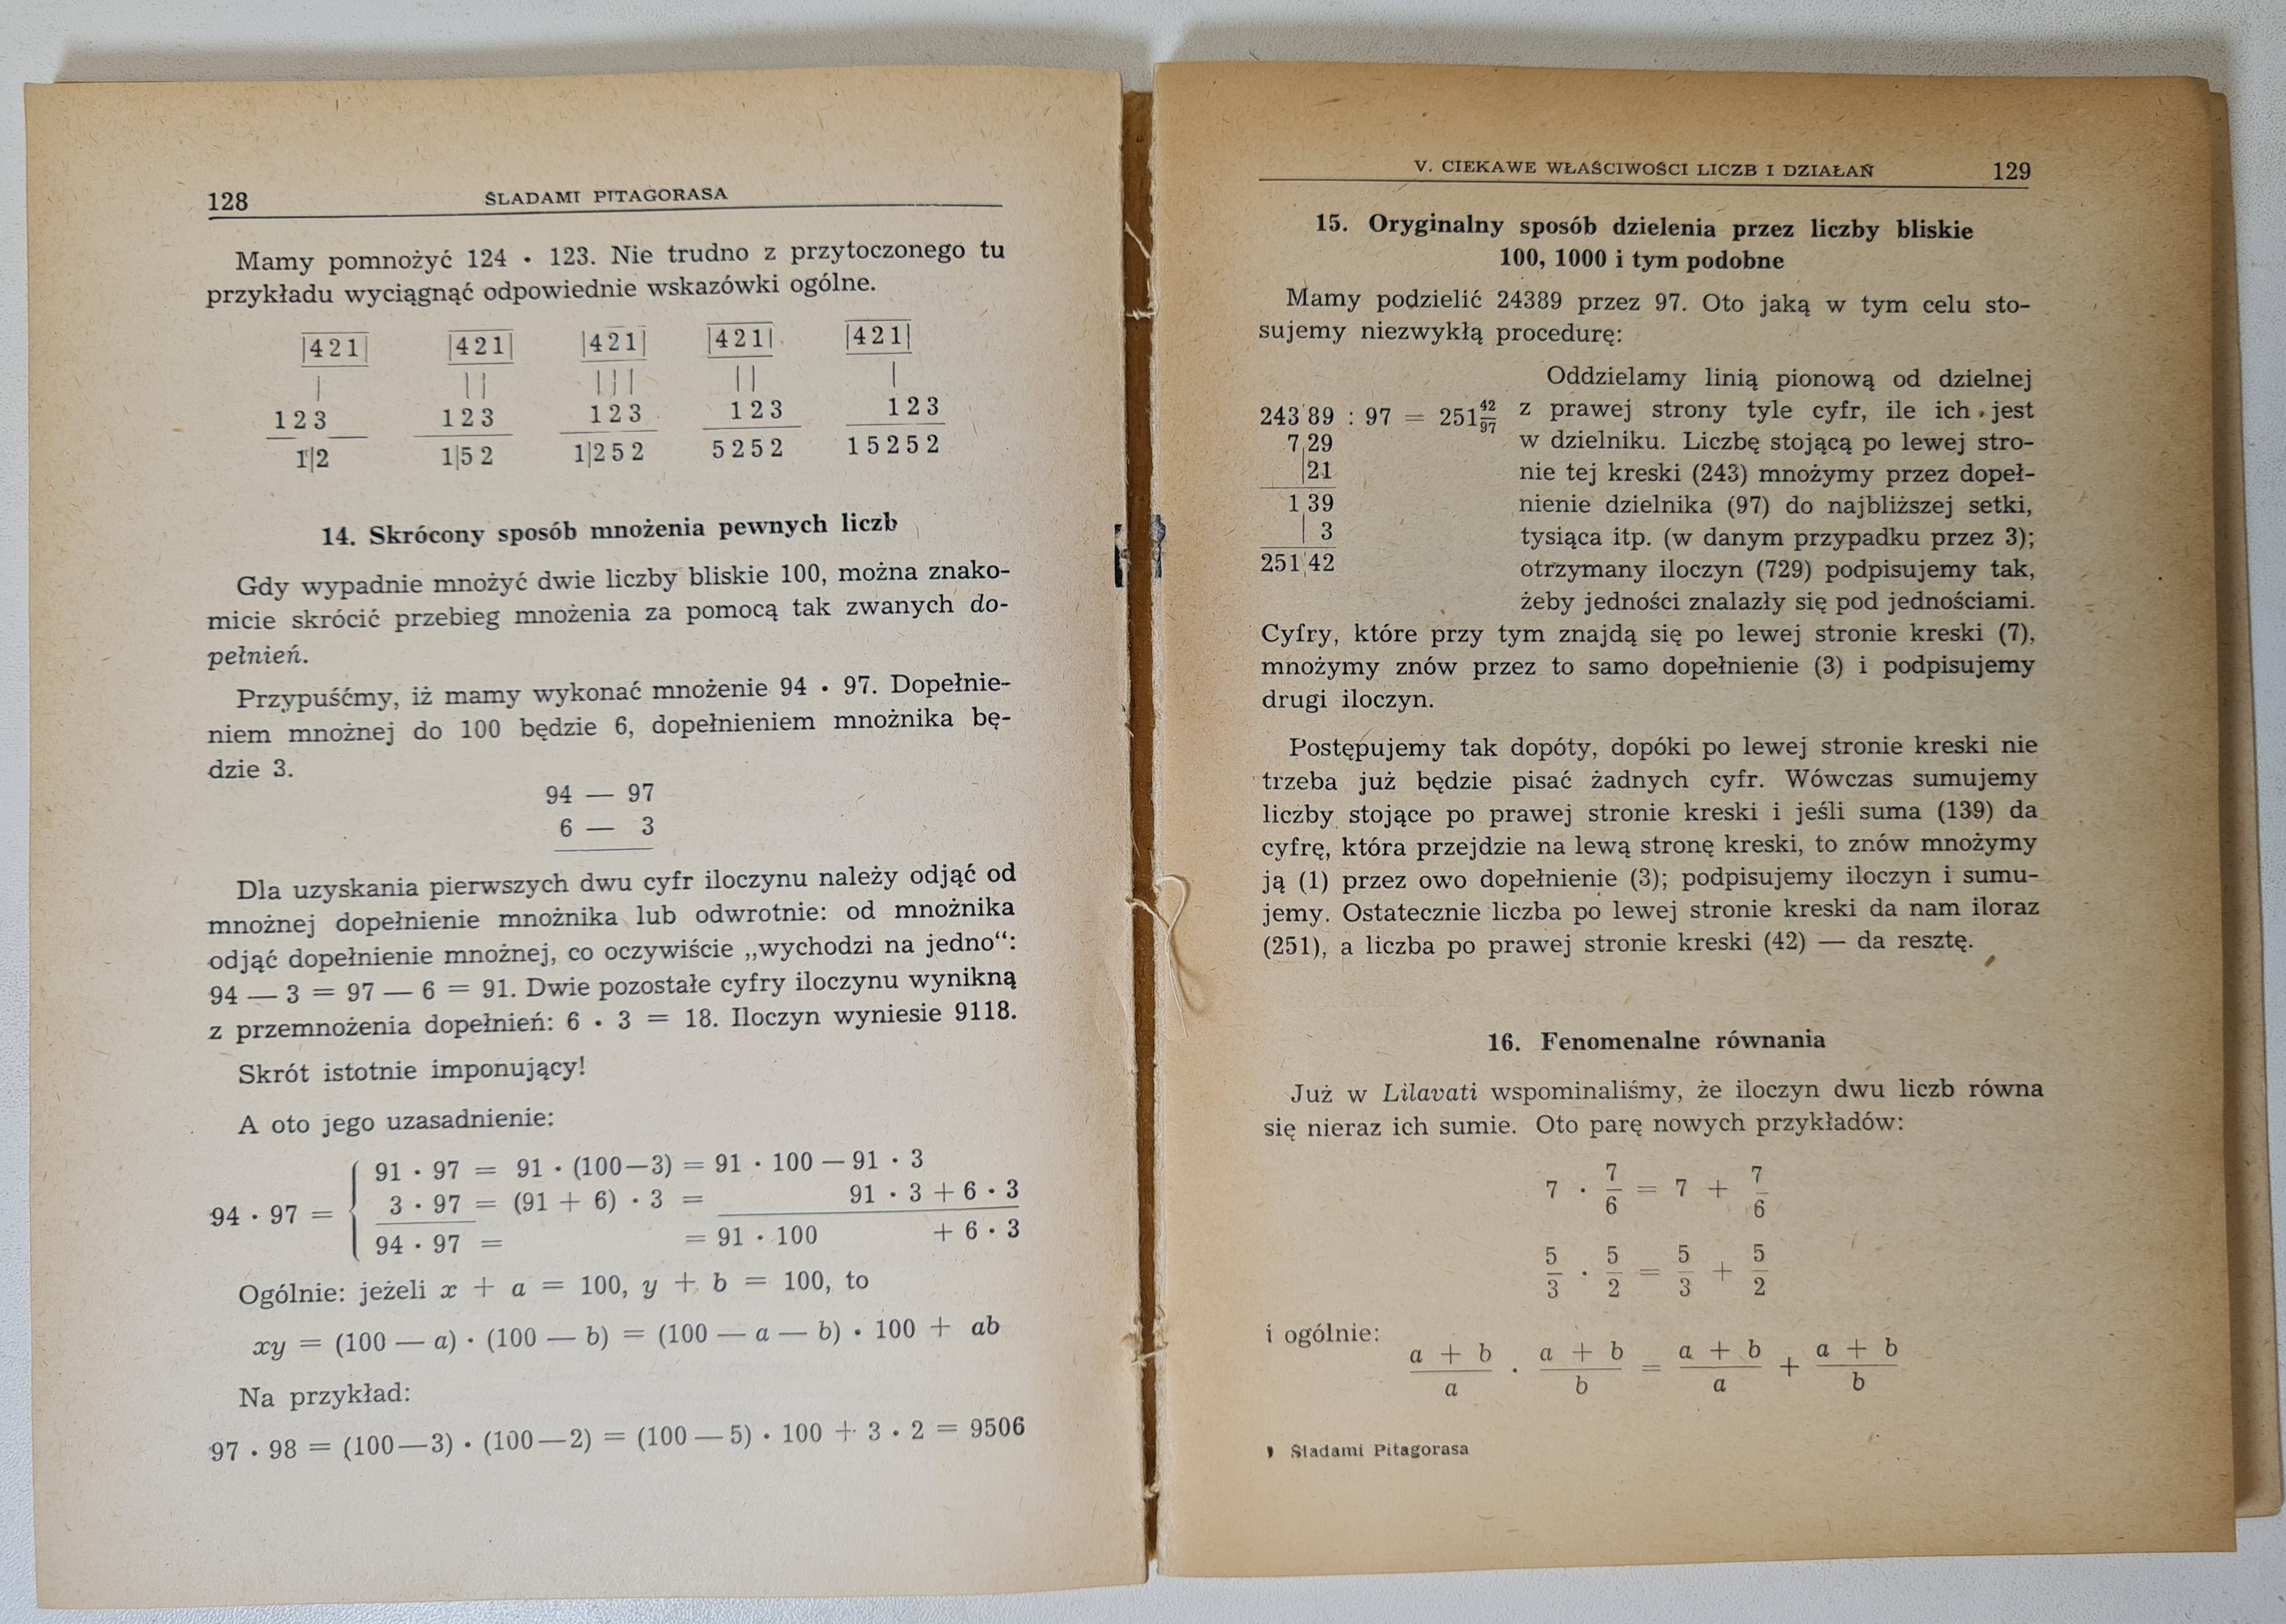 128 ŚLADAMI PITAGORASA
Mamy pomnożyć 124 · 123. Nie trudno z przytoczonego tu
przykładu wyciągnąć odpowiednie wskazówki ogólne.
|421| |421| |421| |421| |421|
| || ||| || |
123 123 123 123 123
1|2 1|52 1|252 5252 15252
14. Skrócony sposób mnożenia pewnych liczb
Gdy wypadnie mnożyć dwie liczby bliskie 100, można znako-
micie skrócić przebieg mnożenia za pomocą tak zwanych do-
pełnień.
Przypuśćmy, iż mamy wykonać mnożenie 94 · 97. Dopełnie-
niem mnożnej do 100 będzie 6, dopełnieniem mnożnika bę-
dzie 3.
94 — 97
6 — 3
Dla uzyskania pierwszych dwu cyfr iloczynu należy odjąć od
mnożnej dopełnienie mnożnika lub odwrotnie: od mnożnika
odjąć dopełnienie mnożnej, co oczywiście „wychodzi na jedno“:
94 — 3 = 97 — 6 = 91. Dwie pozostałe cyfry iloczynu wynikną
z przemnożenia dopełnień: 6 · 3 = 18. Iloczyn wyniesie 9118.
Skrót istotnie imponujący!
A oto jego uzasadnienie:
91 · 97 = 91 · (100—3) = 91 · 100 — 91 · 3
94 · 97 = { 3 · 97 = (91 + 6) · 3 = 91 · 3 + 6 · 3
94 · 97 = = 91 · 100 + 6 · 3
Ogólnie: jeżeli x + a = 100, y + b = 100, to
xy = (100 — a) · (100 — b) = (100 — a — b) · 100 + ab
Na przykład:
97 · 98 = (100—3) · (100—2) = (100 — 5) · 100 + 3 · 2 = 9506
V. CIEKAWE WŁAŚCIWOŚCI LICZB I DZIAŁAŃ 129
15. Oryginalny sposób dzielenia przez liczby bliskie
100, 1000 i tym podobne
Mamy podzielić 24389 przez 97. Oto jaką w tym celu sto-
sujemy niezwykłą procedurę:
243|89 : 97 = 251 42/97
7|29
|21
1|39
| 3
251|42
Oddzielamy linią pionową od dzielnej
z prawej strony tyle cyfr, ile ich jest
w dzielniku. Liczbę stojącą po lewej stro-
nie tej kreski (243) mnożymy przez dopeł-
nienie dzielnika (97) do najbliższej setki,
tysiąca itp. (w danym przypadku przez 3);
otrzymany iloczyn (729) podpisujemy tak,
żeby jedności znalazły się pod jednościami.
Cyfry, które przy tym znajdą się po lewej stronie kreski (7),
mnożymy znów przez to samo dopełnienie (3) i podpisujemy
drugi iloczyn.
Postępujemy tak dopóty, dopóki po lewej stronie kreski nie
trzeba już będzie pisać żadnych cyfr. Wówczas sumujemy
liczby stojące po prawej stronie kreski i jeśli suma (139) da
cyfrę, która przejdzie na lewą stronę kreski, to znów mnożymy
ją (1) przez owo dopełnienie (3); podpisujemy iloczyn i sumu-
jemy. Ostatecznie liczba po lewej stronie kreski da nam iloraz
(251), a liczba po prawej stronie kreski (42) — da resztę.
16. Fenomenalne równania
Już w Lilavati wspominaliśmy, że iloczyn dwu liczb równa
się nieraz ich sumie. Oto parę nowych przykładów:
7 · 7/6 = 7 + 7/6
5/3 · 5/2 = 5/3 + 5/2
i ogólnie:
(a + b)/a · (a + b)/b = (a + b)/a + (a + b)/b
Śladami Pitagorasa